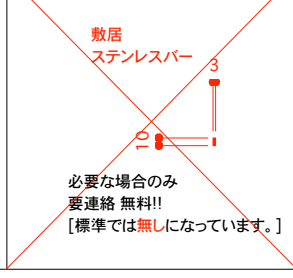 敷居
ステンレスバー
3
10
必要な場合のみ
要連絡 無料!!
[標準では無しになっています。]